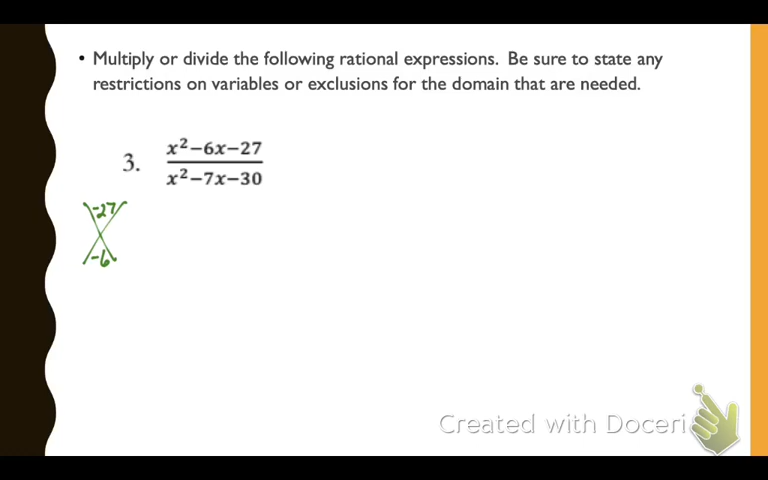 • Multiply or divide the following rational expressions. Be sure to state any
restrictions on variables or exclusions for the domain that are needed.
3. x²−6x−27
x²−7x−30
-27
-6
Created with Doceri